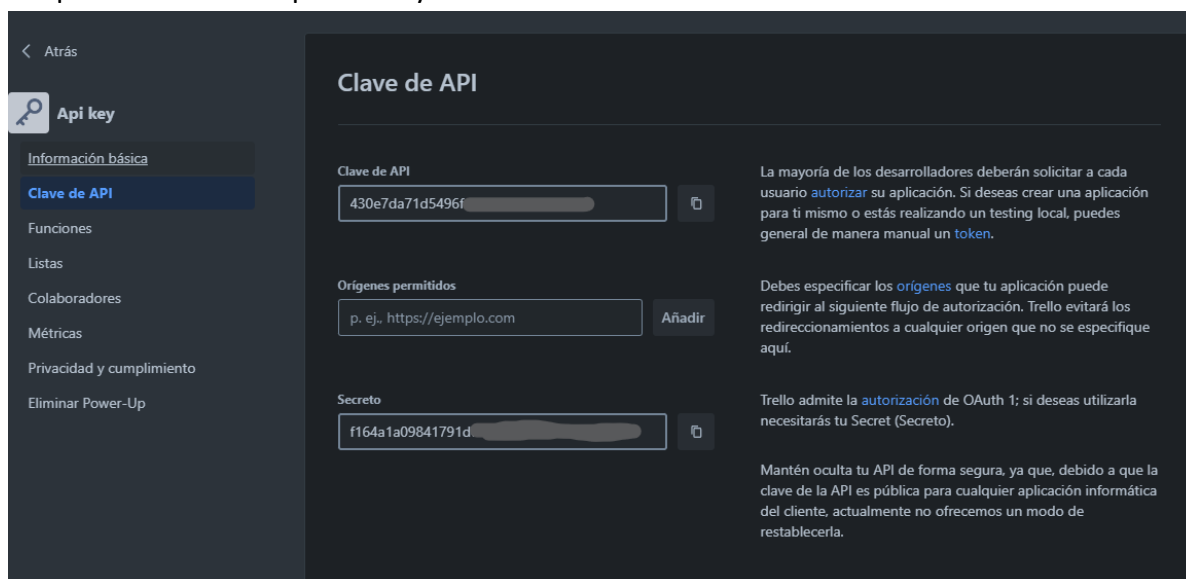 Atrás
Api key
Información básica
Clave de API
Funciones
Listas
Colaboradores
Métricas
Privacidad y cumplimiento
Eliminar Power-Up
Clave de API
Clave de API
430e7da71d5496f
La mayoría de los desarrolladores deberán solicitar a cada
usuario autorizar su aplicación. Si deseas crear una aplicación
para ti mismo o estás realizando un testing local, puedes
general de manera manual un token.
Orígenes permitidos
p. ej., https://ejemplo.com
Añadir
Debes especificar los orígenes que tu aplicación puede
redirigir al siguiente flujo de autorización. Trello evitará los
redireccionamientos a cualquier origen que no se especifique
aquí.
Secreto
f164a1a09841791d
Trello admite la autorización de OAuth 1; si deseas utilizarla
necesitarás tu Secret (Secreto).
Mantén oculta tu API de forma segura, ya que, debido a que la
clave de la API es pública para cualquier aplicación informática
del cliente, actualmente no ofrecemos un modo de
restablecerla.